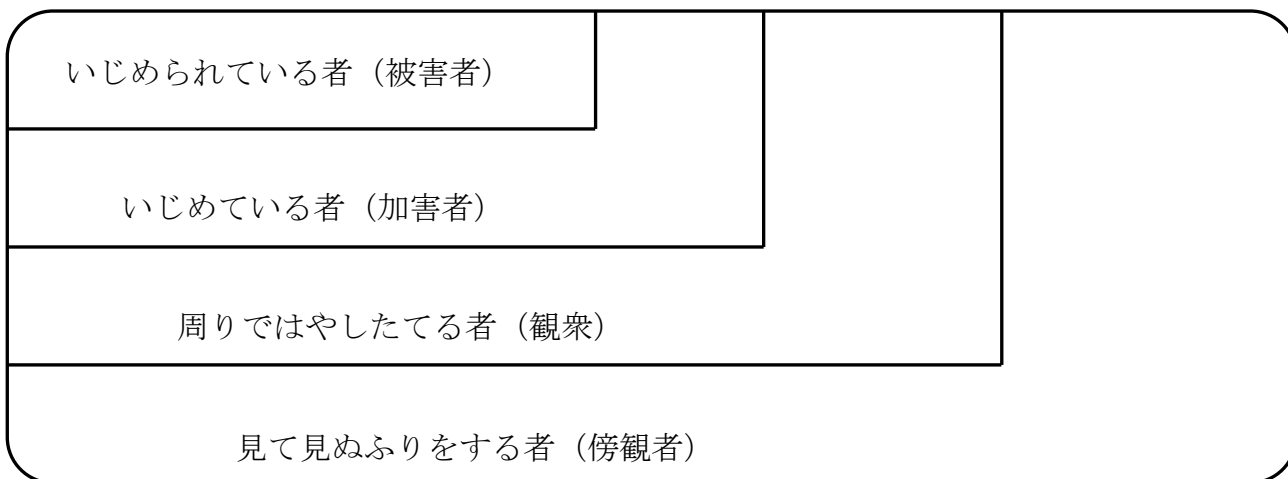 いじめられている者（被害者）
いじめている者（加害者）
周りではやしたてる者（観衆）
見て見ぬふりをする者（傍観者）